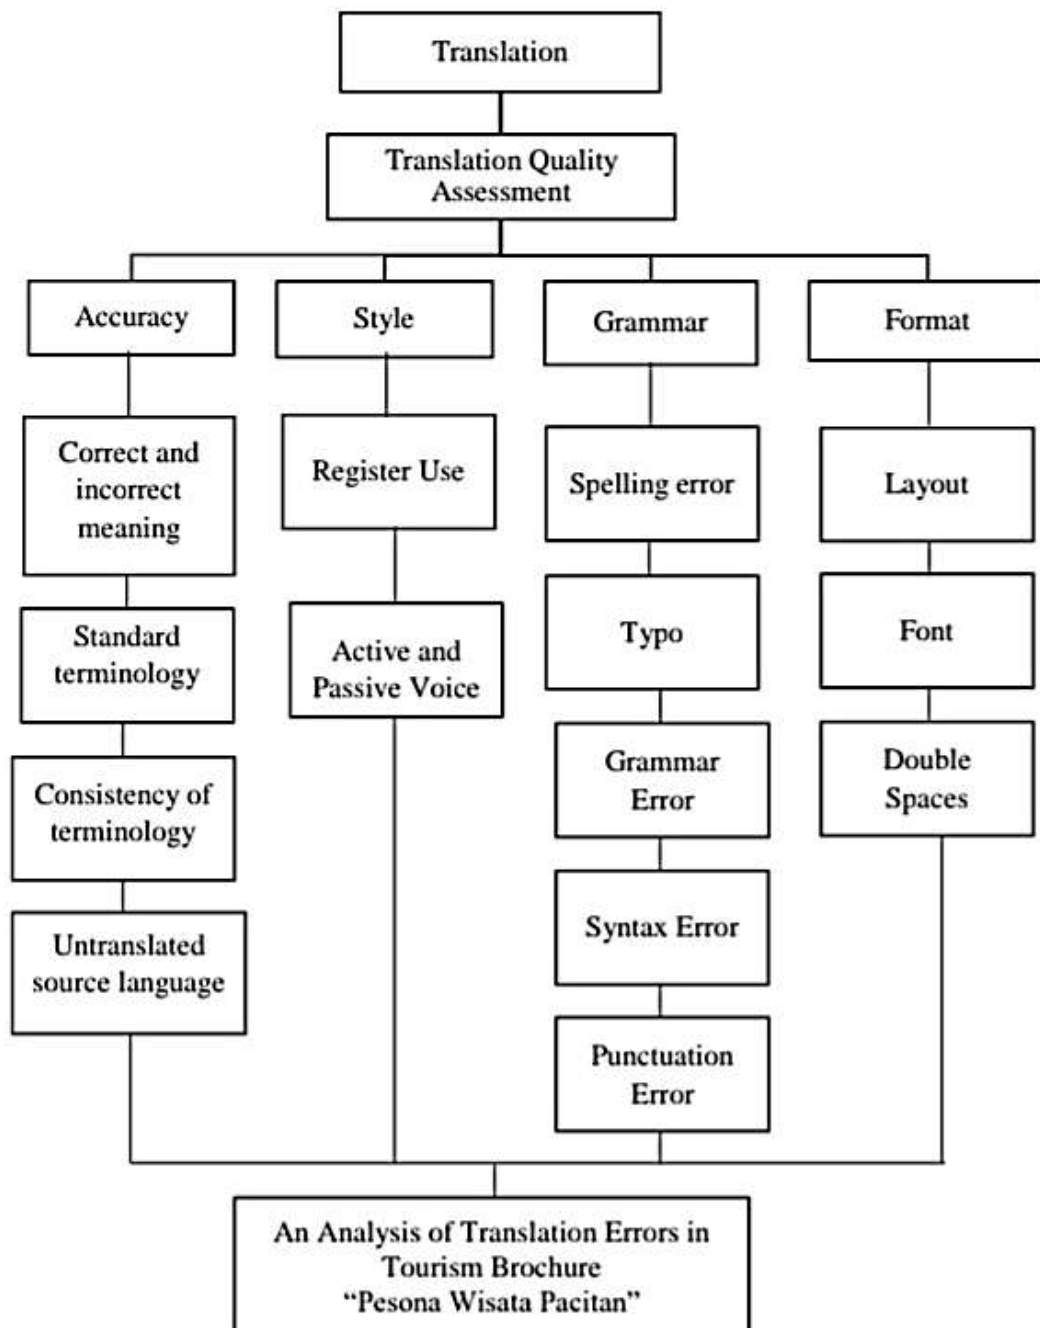 Translation
Translation Quality
Assessment
Accuracy
Style
Grammar
Format
Correct and
incorrect
meaning
Register Use
Spelling error
Layout
Standard
terminology
Active and
Passive Voice
Typo
Font
Consistency of
terminology
Grammar
Error
Double
Spaces
Untranslated
source language
Syntax Error
Punctuation
Error
An Analysis of Translation Errors in
Tourism Brochure
“Pesona Wisata Pacitan”